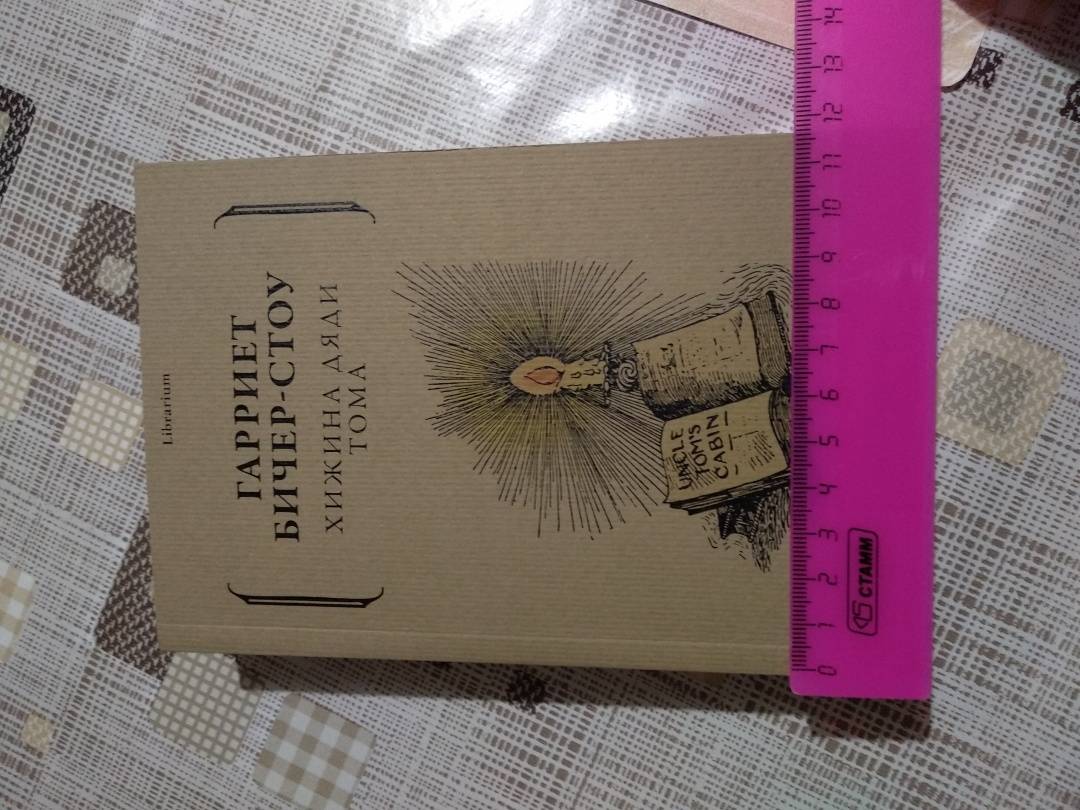 Librarium
ГАРРИЕТ
БИЧЕР-СТОУ
ХИЖИНА ДЯДИ
ТОМА
UNCLE
TOM'S
CABIN
0 1 2 3 4 5 6 7 8 9 10 11 12 13 14
СТАММ